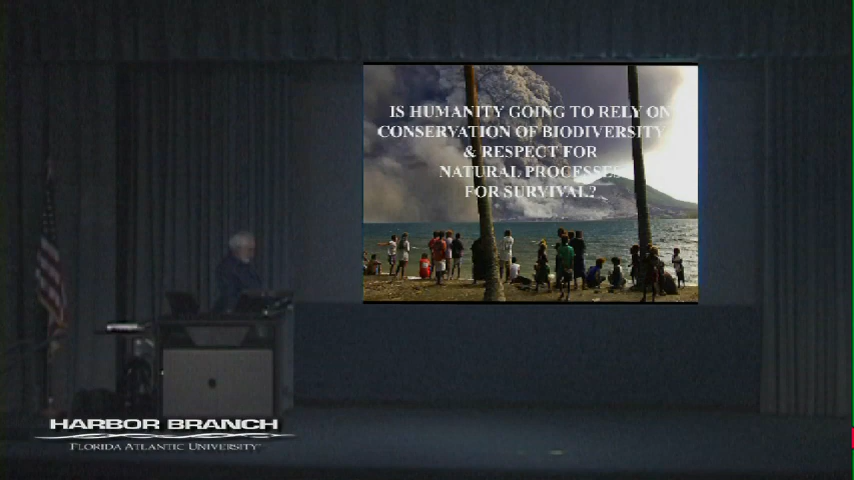 IS HUMANITY GOING TO RELY ON
CONSERVATION OF BIODIVERSITY
& RESPECT FOR
NATURAL PROCESSES
FOR SURVIVAL?
HARBOR BRANCH
FLORIDA ATLANTIC UNIVERSITY